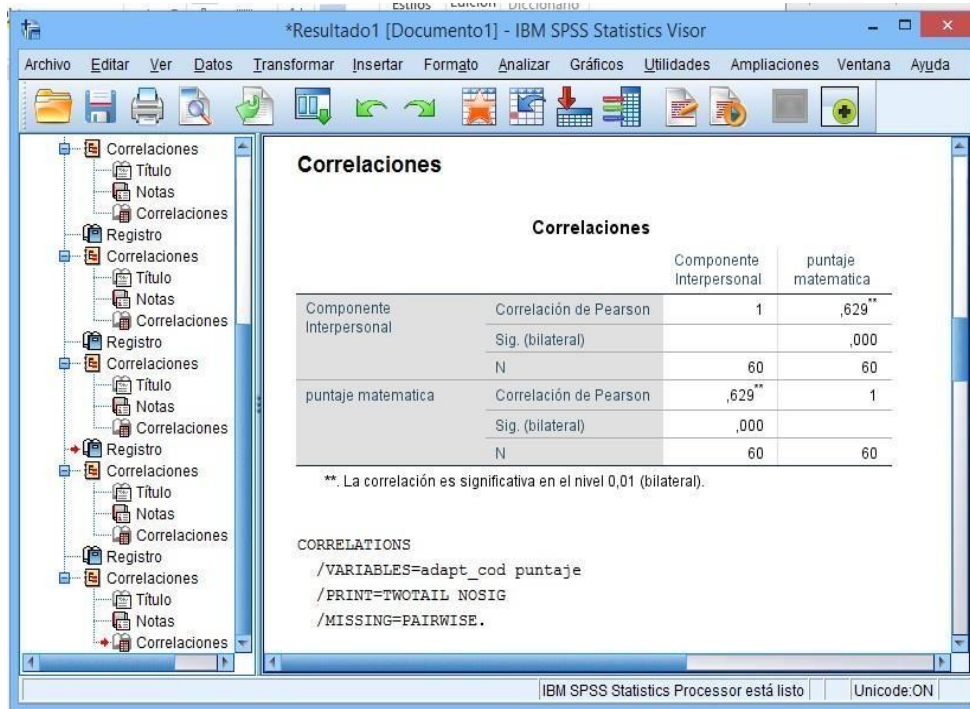 Estilos Edición Diccionario
*Resultado1 [Documento1] - IBM SPSS Statistics Visor
Archivo Editar Ver Datos Transformar Insertar Formato Analizar Gráficos Utilidades Ampliaciones Ventana Ayuda
Correlaciones
Título
Notas
Correlaciones
Registro
Correlaciones
Título
Notas
Correlaciones
Registro
Correlaciones
Título
Notas
Correlaciones
Registro
Correlaciones
Título
Notas
Correlaciones
Registro
Correlaciones
Título
Notas
Correlaciones
Correlaciones
Correlaciones
Componente Interpersonal puntaje matematica
Componente Interpersonal Correlación de Pearson 1 ,629**
Sig. (bilateral) ,000
N 60 60
puntaje matematica Correlación de Pearson ,629** 1
Sig. (bilateral) ,000
N 60 60
**. La correlación es significativa en el nivel 0,01 (bilateral).
CORRELATIONS
/VARIABLES=adapt_cod puntaje
/PRINT=TWOTAIL NOSIG
/MISSING=PAIRWISE.
IBM SPSS Statistics Processor está listo Unicode:ON